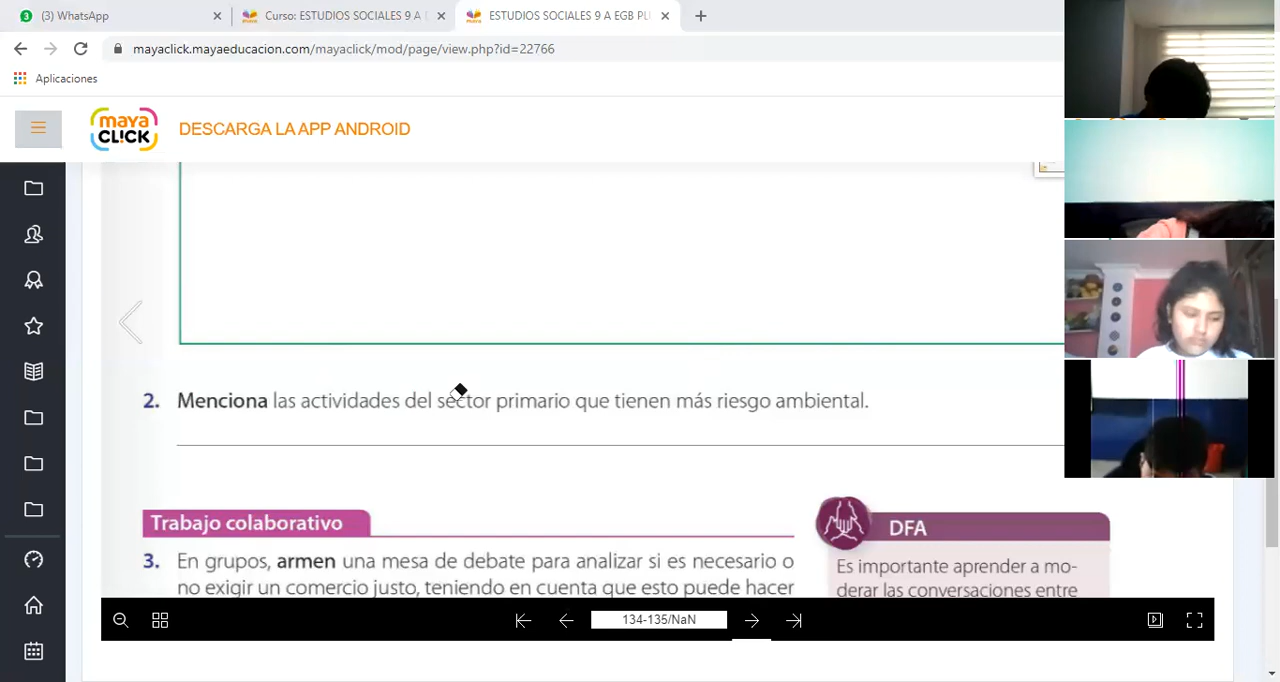 (3) WhatsApp
Curso: ESTUDIOS SOCIALES 9 A (
ESTUDIOS SOCIALES 9 A EGB PLU
mayaclick.mayaeducacion.com/mayaclick/mod/page/view.php?id=22766
Aplicaciones
maya
CL!CK
DESCARGA LA APP ANDROID
2. Menciona las actividades del sector primario que tienen más riesgo ambiental.
Trabajo colaborativo
3. En grupos, armen una mesa de debate para analizar si es necesario o
no exigir un comercio justo, teniendo en cuenta que esto puede hacer
DFA
Es importante aprender a mo-
derar las conversaciones entre
134-135/NaN